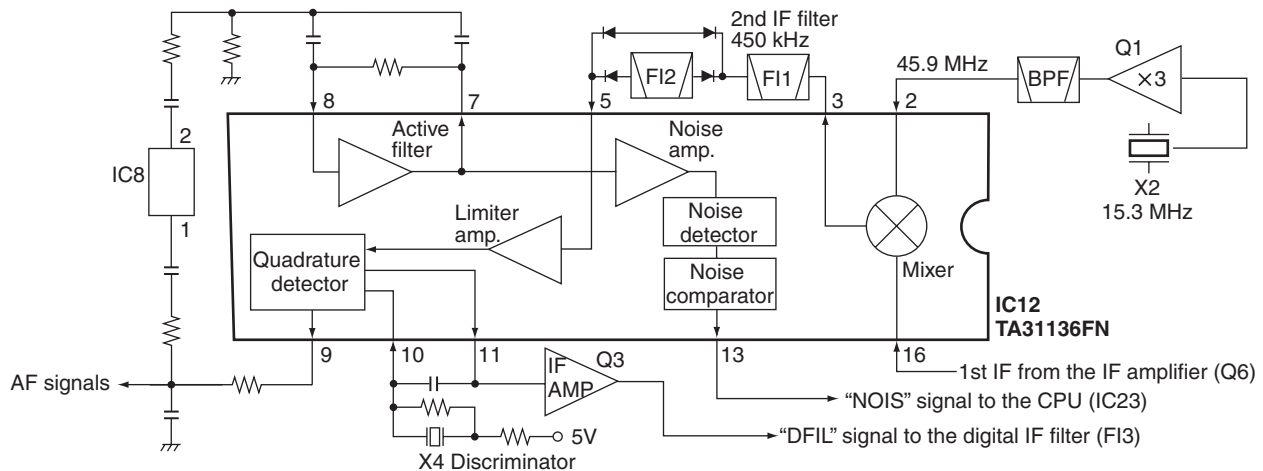 2nd IF filter
450 kHz
Q1
45.9 MHz
BPF
×3
FI2
FI1
8
7
5
3
2
Active
filter
Noise
amp.
2
IC8
1
X2
15.3 MHz
Limiter
amp.
Noise
detector
Quadrature
detector
Noise
comparator
Mixer
IC12
TA31136FN
9
10
11
13
16
IF
AMP
Q3
AF signals
1st IF from the IF amplifier (Q6)
“NOIS” signal to the CPU (IC23)
5V
“DFIL” signal to the digital IF filter (FI3)
X4 Discriminator